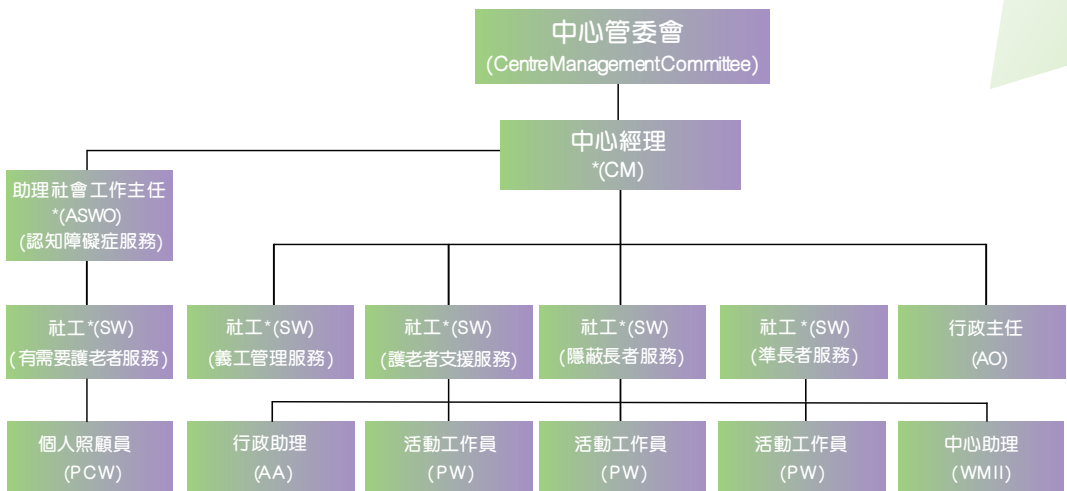 中心管委會
(CentreManagementCommittee)
中心經理
*(CM)
助理社會工作主任
*(ASWO)
(認知障礙症服務)
社工*(SW)
(有需要護老者服務)
社工*(SW)
(義工管理服務)
社工*(SW)
(護老者支援服務)
社工*(SW)
(隱蔽長者服務)
社工*(SW)
(準長者服務)
行政主任
(AO)
個人照顧員
(PCW)
行政助理
(AA)
活動工作員
(PW)
活動工作員
(PW)
活動工作員
(PW)
中心助理
(WMII)